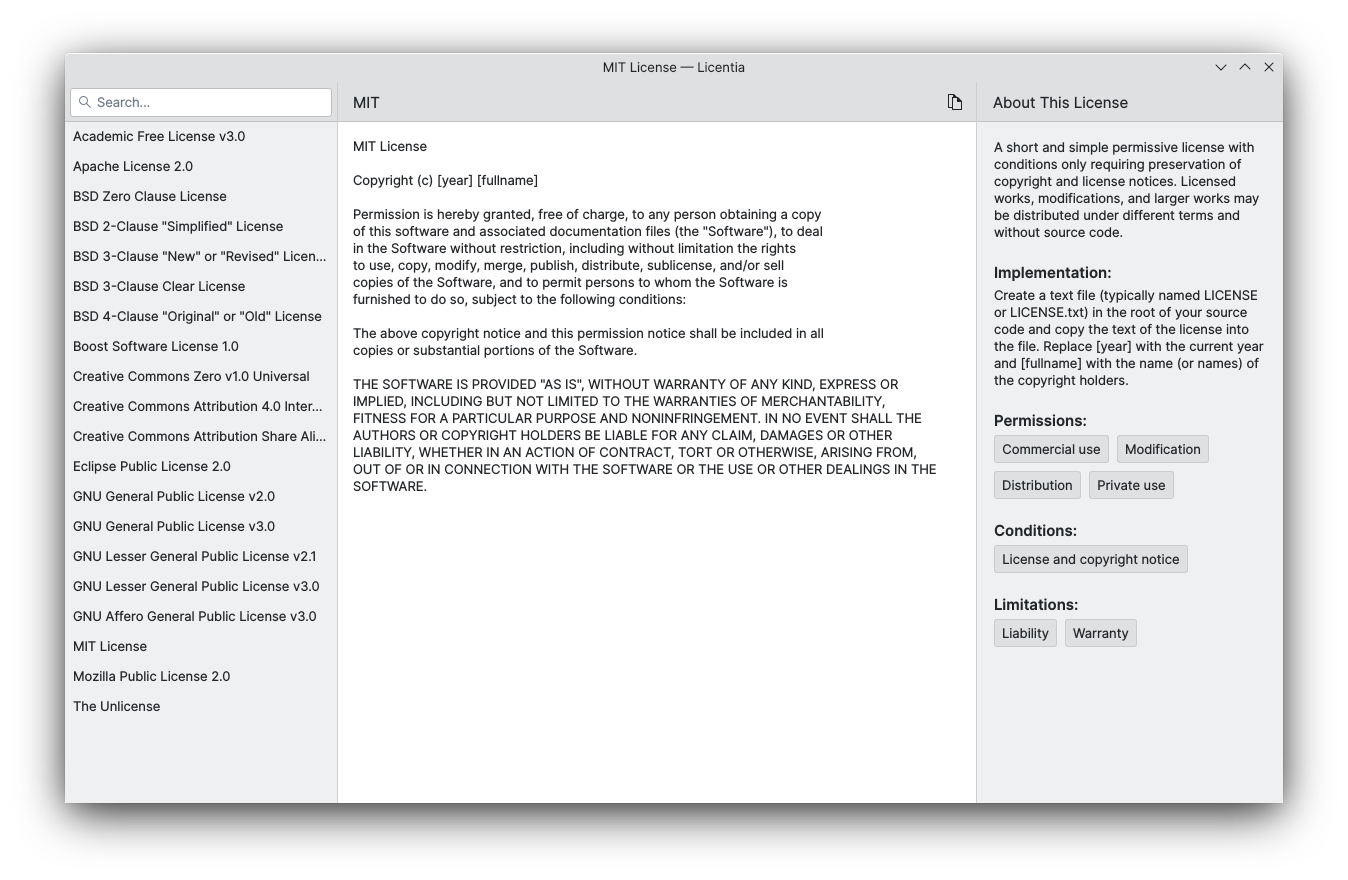 MIT License — Licentia
Search...
MIT
About This License
Academic Free License v3.0
Apache License 2.0
BSD Zero Clause License
BSD 2-Clause "Simplified" License
BSD 3-Clause "New" or "Revised" Licen...
BSD 3-Clause Clear License
BSD 4-Clause "Original" or "Old" License
Boost Software License 1.0
Creative Commons Zero v1.0 Universal
Creative Commons Attribution 4.0 Inter...
Creative Commons Attribution Share Ali...
Eclipse Public License 2.0
GNU General Public License v2.0
GNU General Public License v3.0
GNU Lesser General Public License v2.1
GNU Lesser General Public License v3.0
GNU Affero General Public License v3.0
MIT License
Mozilla Public License 2.0
The Unlicense
MIT License
Copyright (c) [year] [fullname]
Permission is hereby granted, free of charge, to any person obtaining a copy
of this software and associated documentation files (the "Software"), to deal
in the Software without restriction, including without limitation the rights
to use, copy, modify, merge, publish, distribute, sublicense, and/or sell
copies of the Software, and to permit persons to whom the Software is
furnished to do so, subject to the following conditions:
The above copyright notice and this permission notice shall be included in all
copies or substantial portions of the Software.
THE SOFTWARE IS PROVIDED "AS IS", WITHOUT WARRANTY OF ANY KIND, EXPRESS OR
IMPLIED, INCLUDING BUT NOT LIMITED TO THE WARRANTIES OF MERCHANTABILITY,
FITNESS FOR A PARTICULAR PURPOSE AND NONINFRINGEMENT. IN NO EVENT SHALL THE
AUTHORS OR COPYRIGHT HOLDERS BE LIABLE FOR ANY CLAIM, DAMAGES OR OTHER
LIABILITY, WHETHER IN AN ACTION OF CONTRACT, TORT OR OTHERWISE, ARISING FROM,
OUT OF OR IN CONNECTION WITH THE SOFTWARE OR THE USE OR OTHER DEALINGS IN THE
SOFTWARE.
A short and simple permissive license with
conditions only requiring preservation of
copyright and license notices. Licensed
works, modifications, and larger works may
be distributed under different terms and
without source code.
Implementation:
Create a text file (typically named LICENSE
or LICENSE.txt) in the root of your source
code and copy the text of the license into
the file. Replace [year] with the current year
and [fullname] with the name (or names) of
the copyright holders.
Permissions:
Commercial use Modification
Distribution Private use
Conditions:
License and copyright notice
Limitations:
Liability Warranty